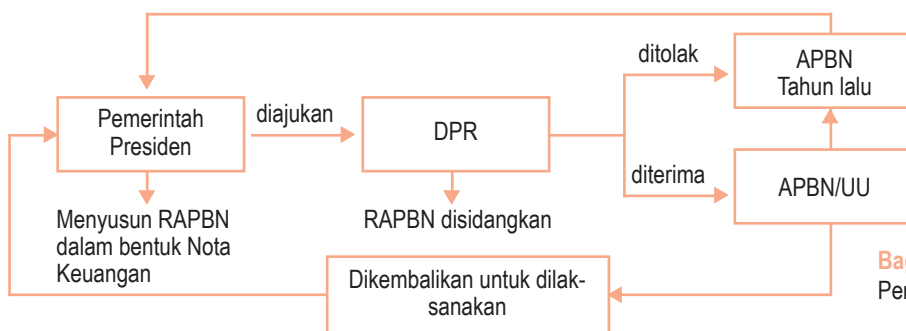 ditolak
APBN
Tahun lalu
Pemerintah
Presiden
diajukan
DPR
diterima
APBN/UU
Menyusun RAPBN
dalam bentuk Nota
Keuangan
RAPBN disidangkan
Dikembalikan untuk dilak-
sanakan